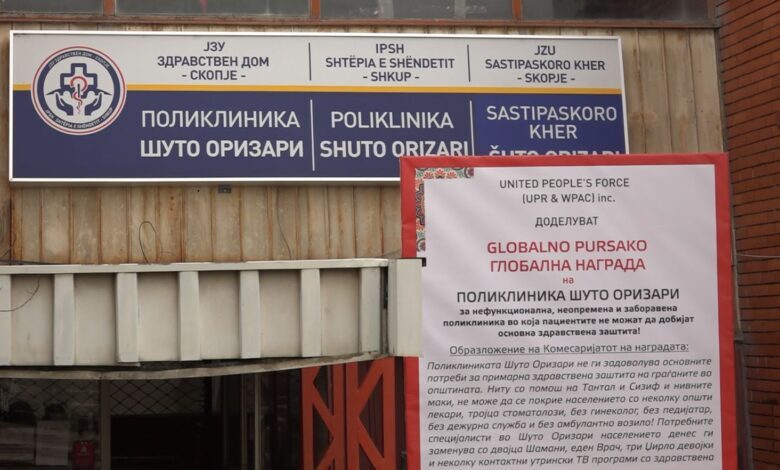 ЈЗУ
ЗДРАВСТВЕН ДОМ
- СКОПЈЕ -
IPSH
SHTËPIA E SHËNDETIT
- SHKUP -
JZU
SASTIPASKORO KHER
- SKOPJE -
ПОЛИКЛИНИКА
ШУТО ОРИЗАРИ
POLIKLINIKA
SHUTO ORIZARI
SASTIPASKORO
KHER
ŠUTO ORIZARI
UNITED PEOPLE'S FORCE
(UPR & WPAC) inc.
ДОДЕЛУВАТ
GLOBALNO PURSAKO
ГЛОБАЛНА НАГРАДА
на
ПОЛИКЛИНИКА ШУТО ОРИЗАРИ
за нефункционална, неопремена и заборавена
поликлиника во која пациентите не можат да добијат
основна здравствена заштита!
Образложение на Комесаријатот на наградата:
Поликлиниката Шуто Оризари не ги задоволува основните
потреби за примарна здравствена заштита на граѓаните во
општината. Ниту со помош на Тантал и Сизиф и нивните
маки, не може да се покрие населението со неколку општи
лекари, тројца стоматолози, без гинеколог, без педијатар,
без дежурна служба и без амбулантно возило! Потребните
специјалисти во Шуто Оризари населението денес ги
заменува со двајца Шамани, еден Врач, три Ѓирло девојки
и неколку контактни утрински ТВ програми со здравствена